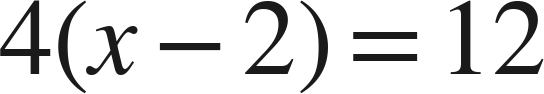 4(x − 2) = 12